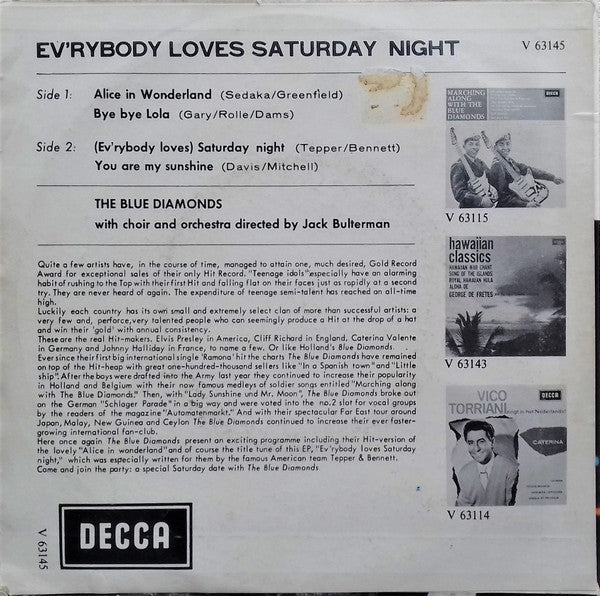 EV'RYBODY LOVES SATURDAY NIGHT V 63145
Side 1: Alice in Wonderland (Sedaka/Greenfield)
Bye bye Lola (Gary/Rolle/Dams)
Side 2: (Ev'rybody loves) Saturday night (Tepper/Bennett)
You are my sunshine (Davis/Mitchell)
THE BLUE DIAMONDS
with choir and orchestra directed by Jack Bulterman
Quite a few artists have, in the course of time, managed to attain one, much desired, Gold Record
Award for exceptional sales of their only Hit Record. "Teenage idols" especially have an alarming
habit of rushing to the Top with their first Hit and falling flat on their faces just as rapidly at a second
try. They are never heard of again. The expenditure of teenage semi-talent has reached an all-time
high.
Luckily each country has its own small and extremely select clan of more than successful artists: a
very few and, perforce, very talented people who can seemingly produce a Hit at the drop of a hat
and win their 'gold' with annual consistency.
These are the real Hit-makers. Elvis Presley in America, Cliff Richard in England, Caterina Valente
in Germany and Johnny Halliday in France, to name a few. Or like Holland's Blue Diamonds.
Ever since their first big international single 'Ramona' hit the charts The Blue Diamonds have remained
on top of the Hit-heap with great one-hundred-thousand sellers like "In a Spanish town" and "Little
ship". After the boys were drafted into the Army last year they continued to increase their popularity
in Holland and Belgium with their now famous medleys of soldier songs entitled "Marching along
with The Blue Diamonds." Then, with "Lady Sunshine und Mr. Moon", The Blue Diamonds broke out
on the German "Schlager Parade" in a big way and were voted into the no.2 slot for vocal groups
by the readers of the magazine "Automatenmarkt." And with their spectacular Far East tour around
Japan, Malay, New Guinea and Ceylon The Blue Diamonds continued to increase their ever faster-
growing international fan-club.
Here once again The Blue Diamonds present an exciting programme including their Hit-version of
the lovely "Alice in wonderland" and of course the title tune of this EP, "Ev'rybody loves Saturday
night," which was especially written for them by the famous American team Tepper & Bennett.
Come and join the party: a special Saturday date with The Blue Diamonds
DECCA
V 63145
MARCHING
ALONG
WITH THE BLUE
DIAMONDS
DECCA
V 63115
hawaiian
classics
HAWAIIAN WAR CHANT
SONG OF THE ISLANDS
ROYAL HAWAIIAN HULA
ALOHA OE
GEORGE DE FRETES
V 63143
DECCA
VICO
TORRIANI
zingt in het Nederlands!
CATERINA
V 63114